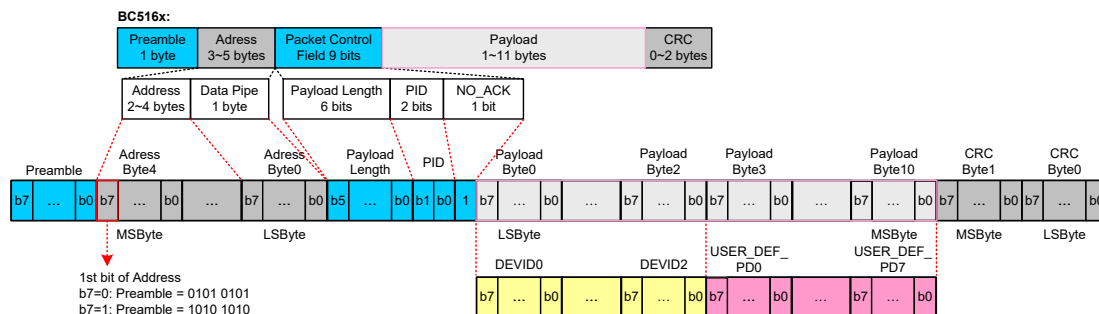 BC516x:
Preamble Adress Packet Control Payload CRC
1 byte 3~5 bytes Field 9 bits 1~11 bytes 0~2 bytes
Address Data Pipe Payload Length PID NO_ACK
2~4 bytes 1 byte 6 bits 2 bits 1 bit
Preamble Adress Byte4 Adress Byte0 Payload Length PID Payload Byte0 Payload Byte2 Payload Byte3 Payload Byte10 CRC Byte1 CRC Byte0
b7 ... b0 b7 ... b0 ... b7 ... b0 b5 ... b0 b1 b0 1 b7 ... b0 ... b7 ... b0 b7 ... b0 ... b7 ... b0 b7 ... b0 b7 ... b0
MSByte LSByte LSByte MSByte MSByte LSByte
DEVID0 DEVID2 USER_DEF_PD0 USER_DEF_PD7
b7 ... b0 ... b7 ... b0 b7 ... b0 ... b7 ... b0
1st bit of Address
b7=0: Preamble = 0101 0101
b7=1: Preamble = 1010 1010